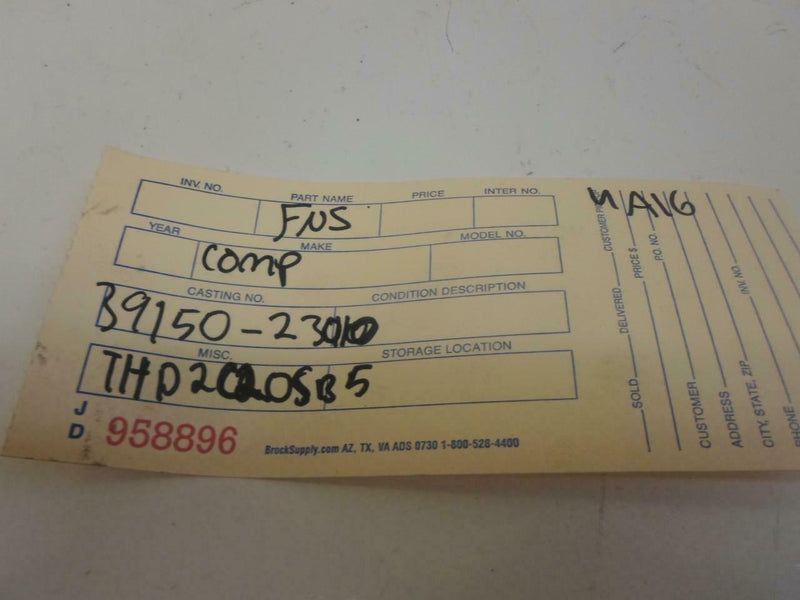 INV. NO. PART NAME PRICE INTER NO.
FNS
YEAR MAKE MODEL NO.
COMP
CASTING NO. CONDITION DESCRIPTION
B9150-23010
MISC. STORAGE LOCATION
THD2C20SB5
J
D 958896
BrockSupply.com AZ, TX, VA ADS 0730 1-800-528-4400
SOLD DELIVERED CUSTOMER
PRICE $
P.O. NO.
CUSTOMER
ADDRESS INV. NO.
CITY, STATE, ZIP
PHONE